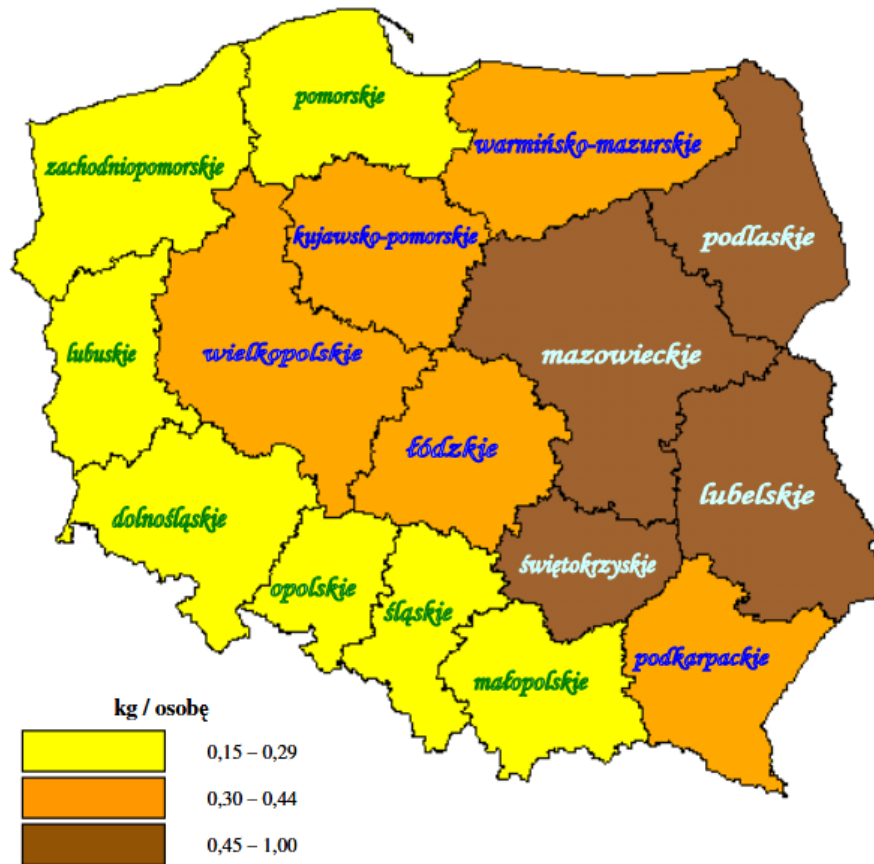 pomorskie
warmińsko-mazurskie
zachodniopomorskie
kujawsko-pomorskie
podlaskie
lubuskie
wielkopolskie
mazowieckie
łódzkie
lubelskie
dolnośląskie
świętokrzyskie
opolskie
śląskie
podkarpackie
małopolskie
kg / osobę
0,15 – 0,29
0,30 – 0,44
0,45 – 1,00